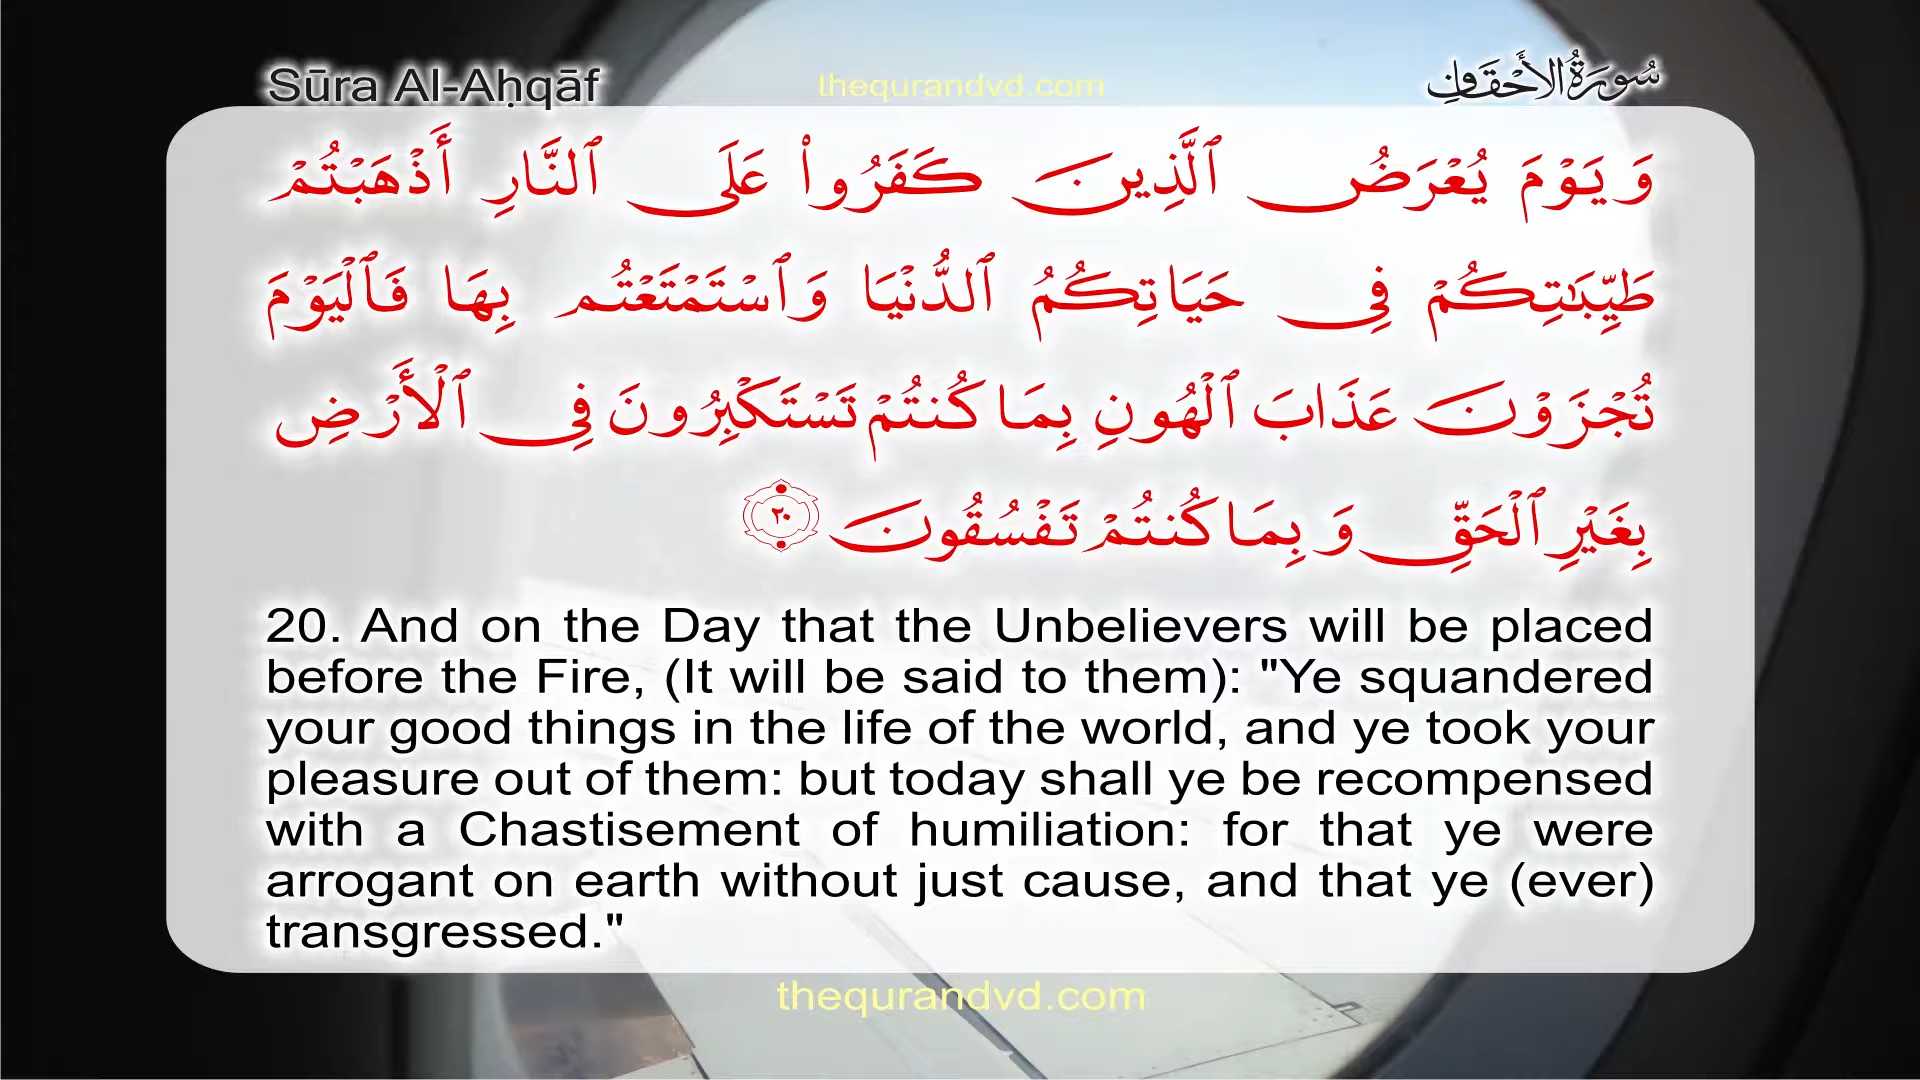 Sūra Al-Aḥqāf
thequrandvd.com
سُورَةُ الأَحْقَافِ
وَيَوْمَ يُعْرَضُ ٱلَّذِينَ كَفَرُوا۟ عَلَى ٱلنَّارِ أَذْهَبْتُمْ
طَيِّبَـٰتِكُمْ فِى حَيَاتِكُمُ ٱلدُّنْيَا وَٱسْتَمْتَعْتُم بِهَا فَٱلْيَوْمَ
تُجْزَوْنَ عَذَابَ ٱلْهُونِ بِمَا كُنتُمْ تَسْتَكْبِرُونَ فِى ٱلْأَرْضِ
بِغَيْرِ ٱلْحَقِّ وَبِمَا كُنتُمْ تَفْسُقُونَ ٢٠
20. And on the Day that the Unbelievers will be placed
before the Fire, (It will be said to them): "Ye squandered
your good things in the life of the world, and ye took your
pleasure out of them: but today shall ye be recompensed
with a Chastisement of humiliation: for that ye were
arrogant on earth without just cause, and that ye (ever)
transgressed."
thequrandvd.com